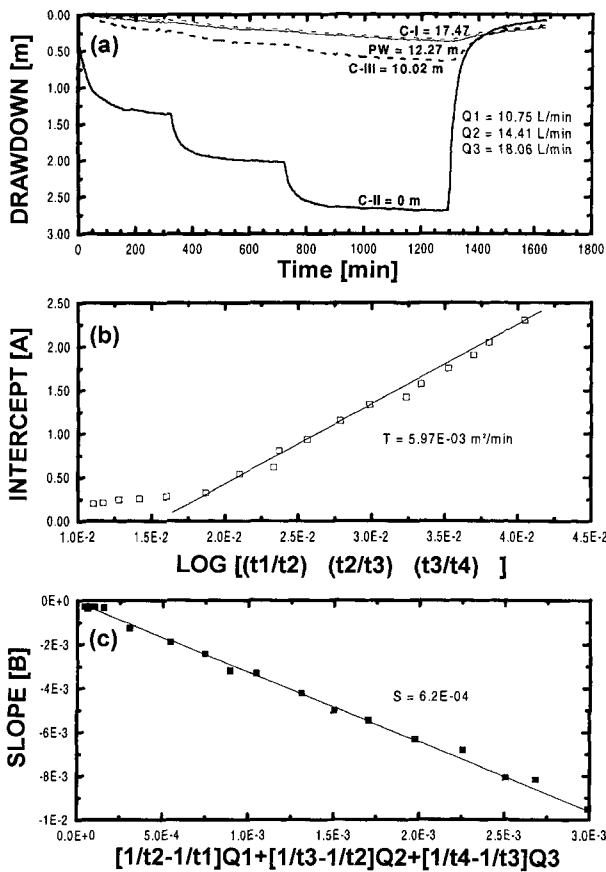 (a)
C-I = 17.47
PW = 12.27 m
C-III = 10.02 m
Q1 = 10.75 L/min
Q2 = 14.41 L/min
Q3 = 18.06 L/min
C-II = 0 m
DRAWDOWN [m]
0.00
0.50
1.00
1.50
2.00
2.50
3.00
0 200 400 600 800 1000 1200 1400 1600 1800
Time [min]
(b)
INTERCEPT [A]
2.50
2.00
1.50
1.00
0.50
0.00
T = 5.97E-03 m²/min
1.0E-2 1.5E-2 2.0E-2 2.5E-2 3.0E-2 3.5E-2 4.0E-2 4.5E-2
LOG [(t1/t2) (t2/t3) (t3/t4) ]
(c)
SLOPE [B]
0E+0
-2E-3
-4E-3
-6E-3
-8E-3
-1E-2
S = 6.2E-04
0.0E+0 5.0E-4 1.0E-3 1.5E-3 2.0E-3 2.5E-3 3.0E-3
[1/t2-1/t1]Q1+[1/t3-1/t2]Q2+[1/t4-1/t3]Q3